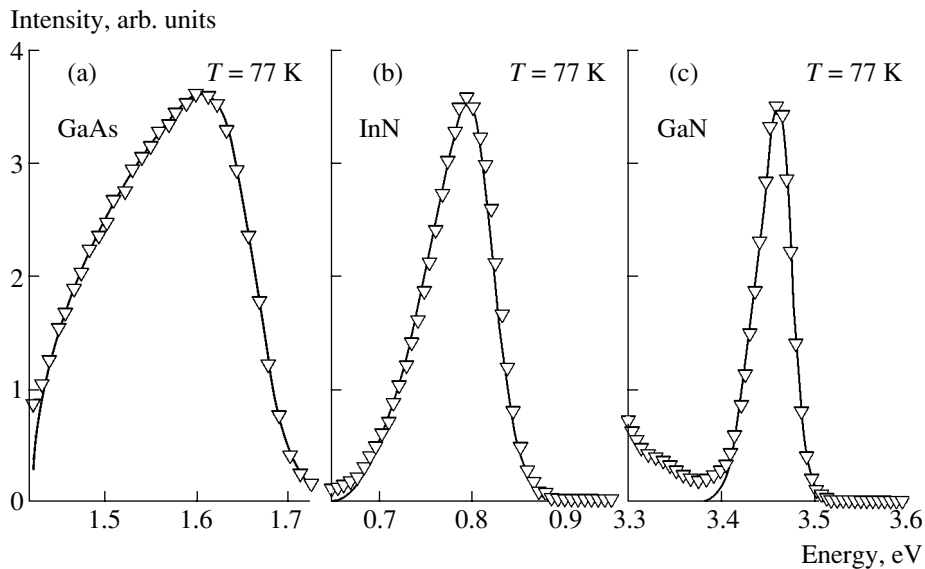 Intensity, arb. units
4
(a)
T = 77 K
(b)
T = 77 K
(c)
T = 77 K
GaAs
InN
GaN
3
2
1
0
1.5
1.6
1.7
0.7
0.8
0.9
3.3
3.4
3.5
3.6
Energy, eV